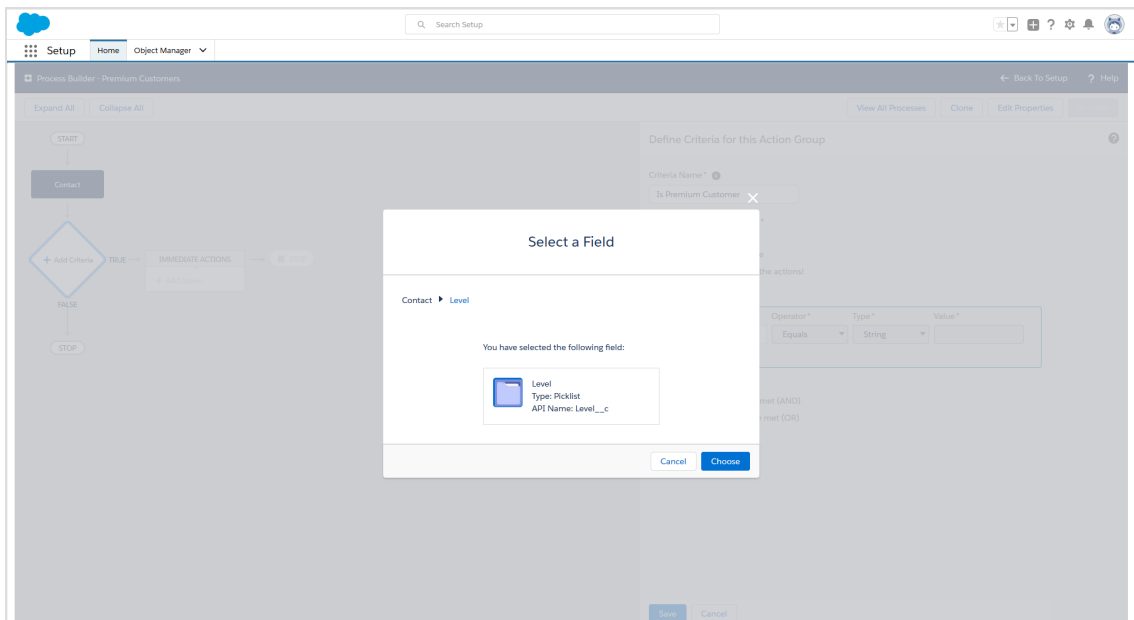 Search Setup
Setup Home Object Manager
Process Builder - Premium Customers
Back To Setup ? Help
Expand All Collapse All
View All Processes Clone Edit Properties
START
Define Criteria for this Action Group
Contact
Criteria Name*
Is Premium Customer
Select a Field
+ Add Criteria TRUE IMMEDIATE ACTIONS
the actions?
FALSE
Contact Level
Operator* Type* Value*
Equals String
STOP
You have selected the following field:
Level
Type: Picklist
API Name: Level__c
met (AND)
met (OR)
Cancel Choose
Save Cancel